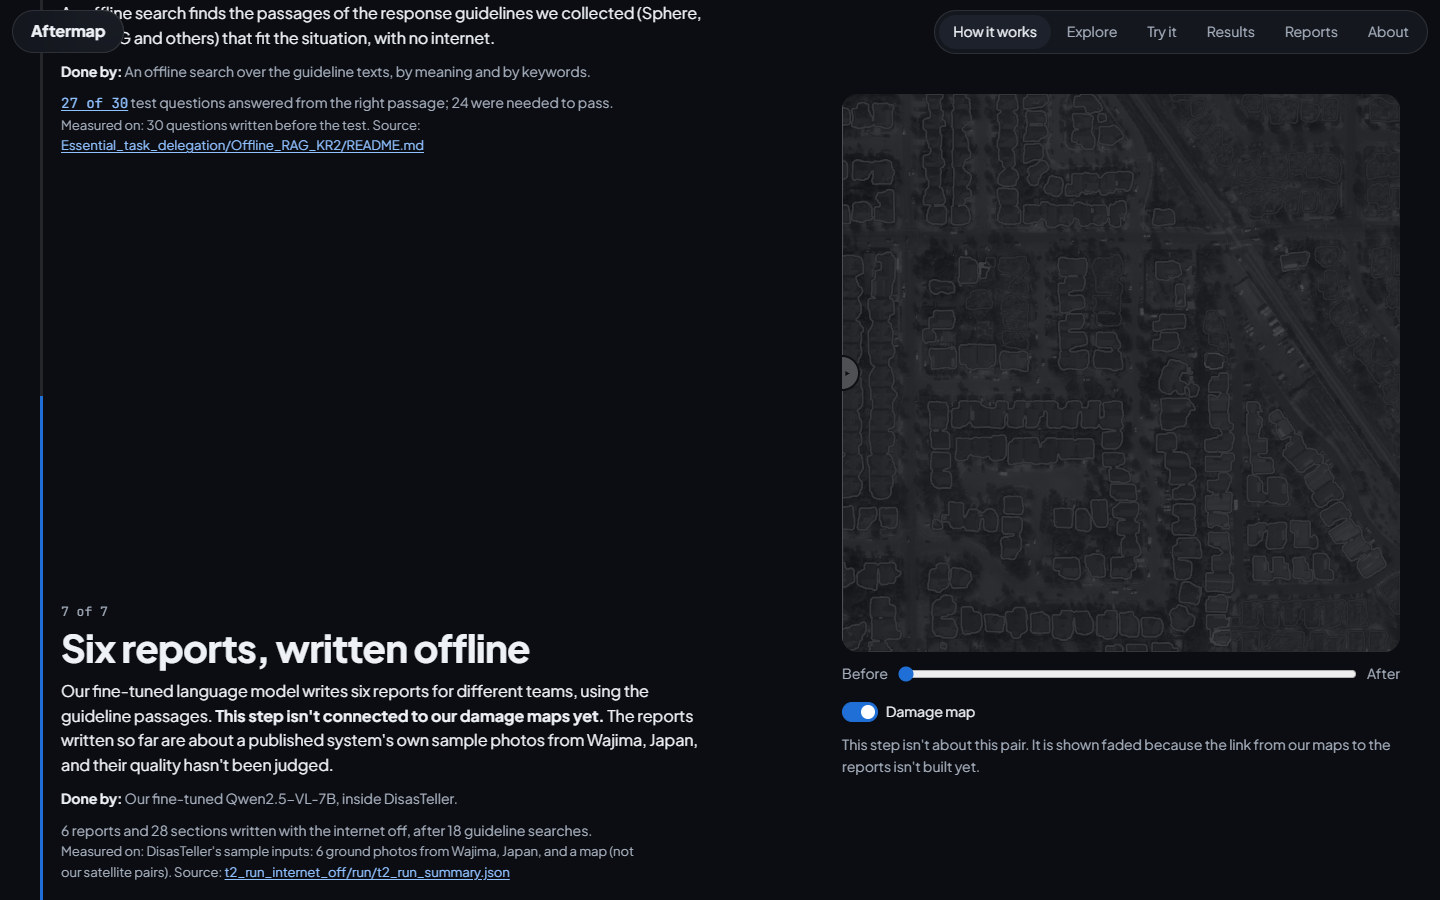 Aftermap
How it works
Explore
Try it
Results
Reports
About
offline search finds the passages of the response guidelines we collected (Sphere,
and others) that fit the situation, with no internet.
Done by: An offline search over the guideline texts, by meaning and by keywords.
27 of 30 test questions answered from the right passage; 24 were needed to pass.
Measured on: 30 questions written before the test. Source:
Essential_task_delegation/Offline_RAG_KR2/README.md
7 of 7
Six reports, written offline
Our fine-tuned language model writes six reports for different teams, using the
guideline passages. This step isn't connected to our damage maps yet. The reports
written so far are about a published system's own sample photos from Wajima, Japan,
and their quality hasn't been judged.
Done by: Our fine-tuned Qwen2.5-VL-7B, inside DisasTeller.
6 reports and 28 sections written with the internet off, after 18 guideline searches.
Measured on: DisasTeller's sample inputs: 6 ground photos from Wajima, Japan, and a map (not
our satellite pairs). Source: t2_run_internet_off/run/t2_run_summary.json
Before
After
Damage map
This step isn't about this pair. It is shown faded because the link from our maps to the
reports isn't built yet.